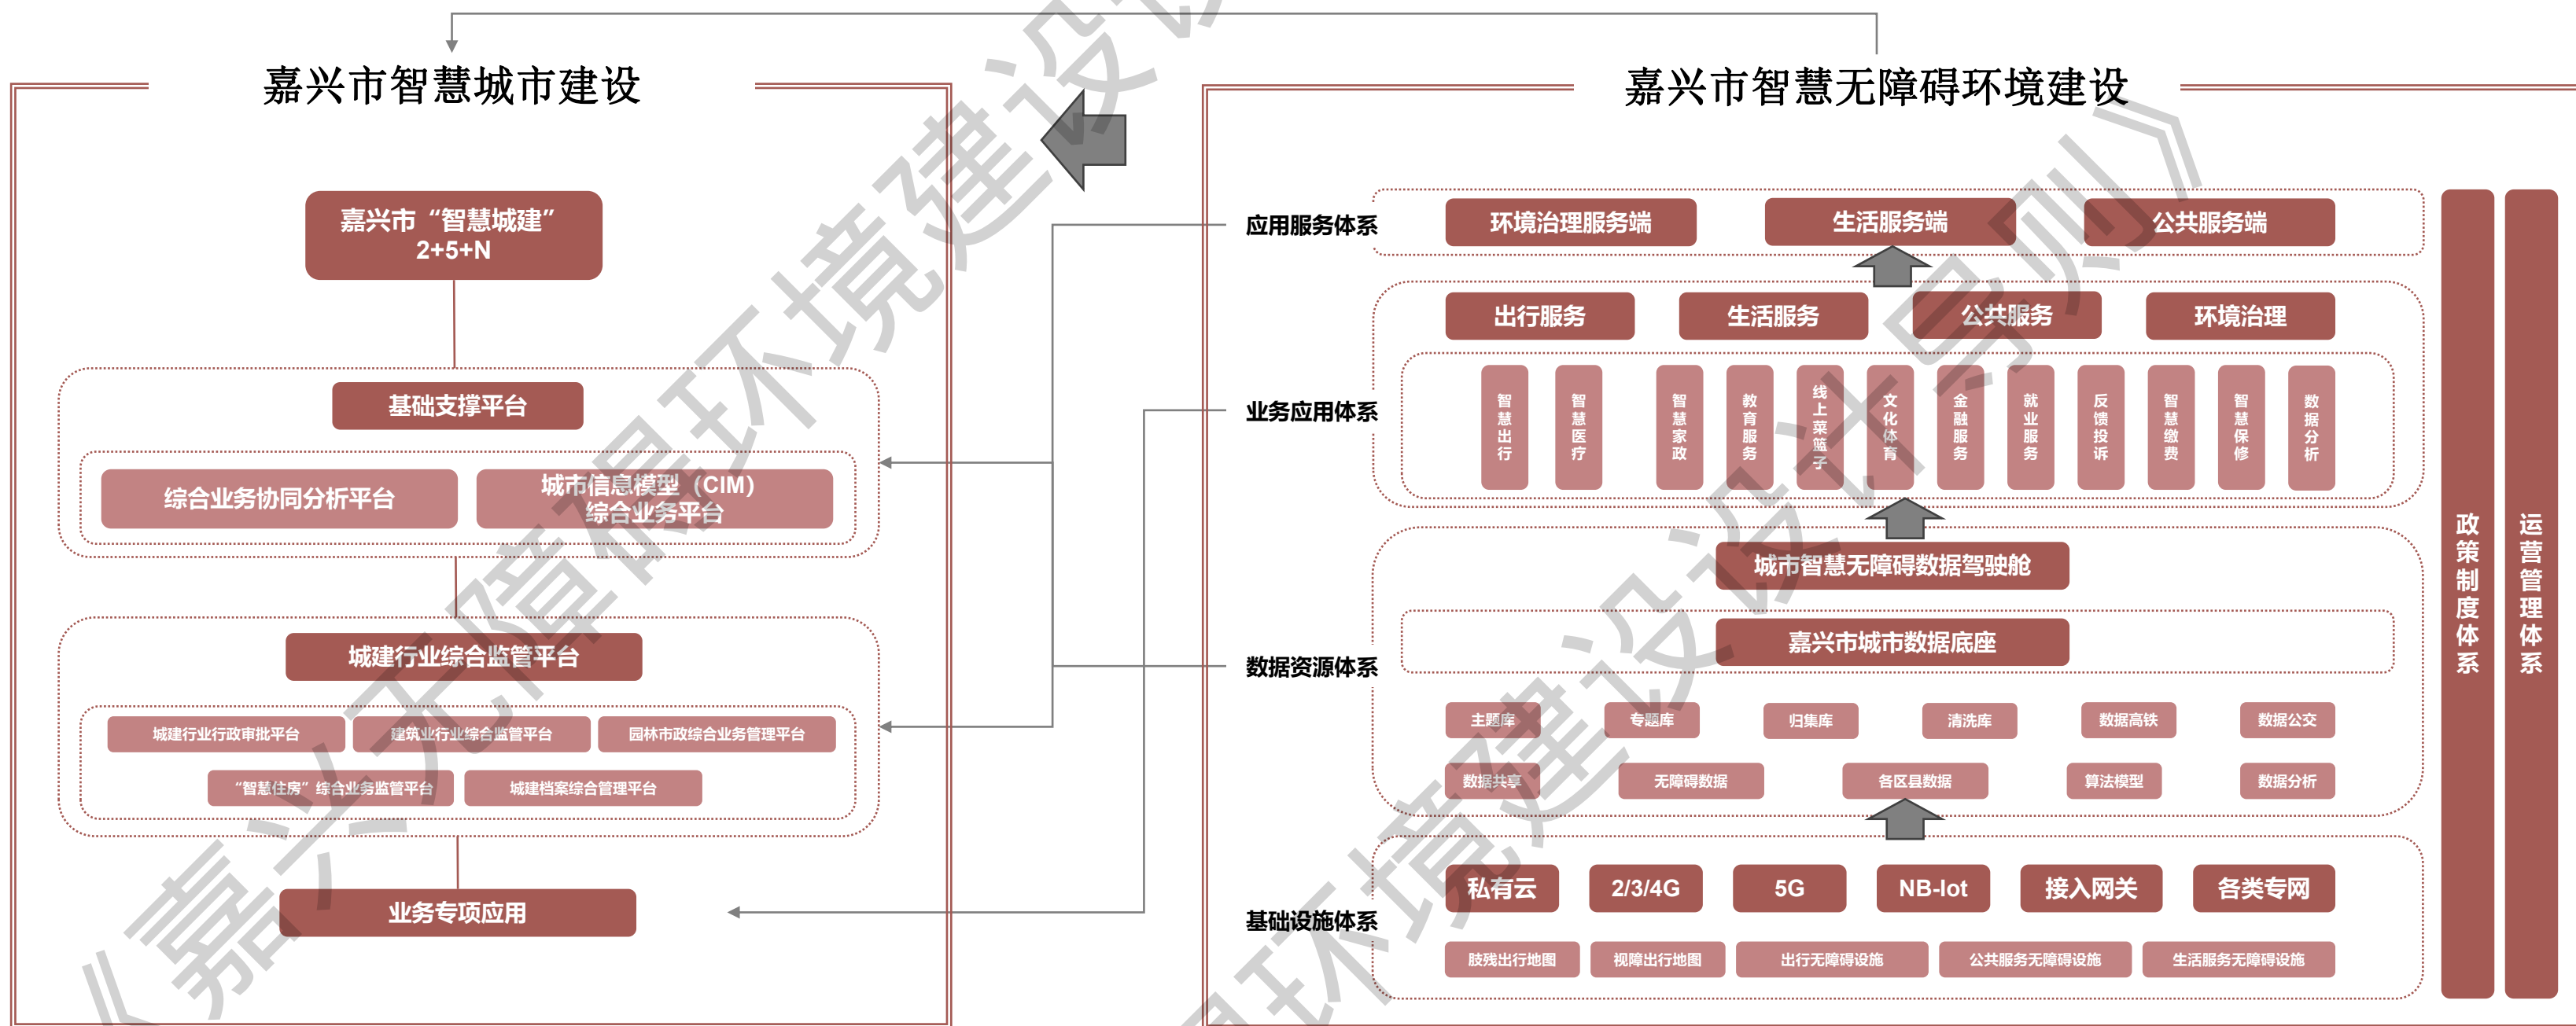 嘉兴市智慧城市建设
嘉兴市“智慧城建”
2+5+N
基础支撑平台
综合业务协同分析平台
城市信息模型（CIM）
综合业务平台
城建行业综合监管平台
城建行业行政审批平台
建筑业行业综合监管平台
园林市政综合业务管理平台
“智慧住房”综合业务监管平台
城建档案综合管理平台
业务专项应用
嘉兴市智慧无障碍环境建设
应用服务体系
环境治理服务端
生活服务端
公共服务端
业务应用体系
出行服务
生活服务
公共服务
环境治理
智慧出行
智慧医疗
智慧家政
教育服务
线上菜篮子
文化体育
金融服务
就业服务
反馈投诉
智慧缴费
智慧保修
数据分析
数据资源体系
城市智慧无障碍数据驾驶舱
嘉兴市城市数据底座
主题库
专题库
归集库
清洗库
数据高铁
数据公交
数据共享
无障碍数据
各区县数据
算法模型
数据分析
基础设施体系
私有云
2/3/4G
5G
NB-Iot
接入网关
各类专网
肢残出行地图
视障出行地图
出行无障碍设施
公共服务无障碍设施
生活服务无障碍设施
政策制度体系
运营管理体系
《嘉兴无障碍环境建设
环境建设设计导则》